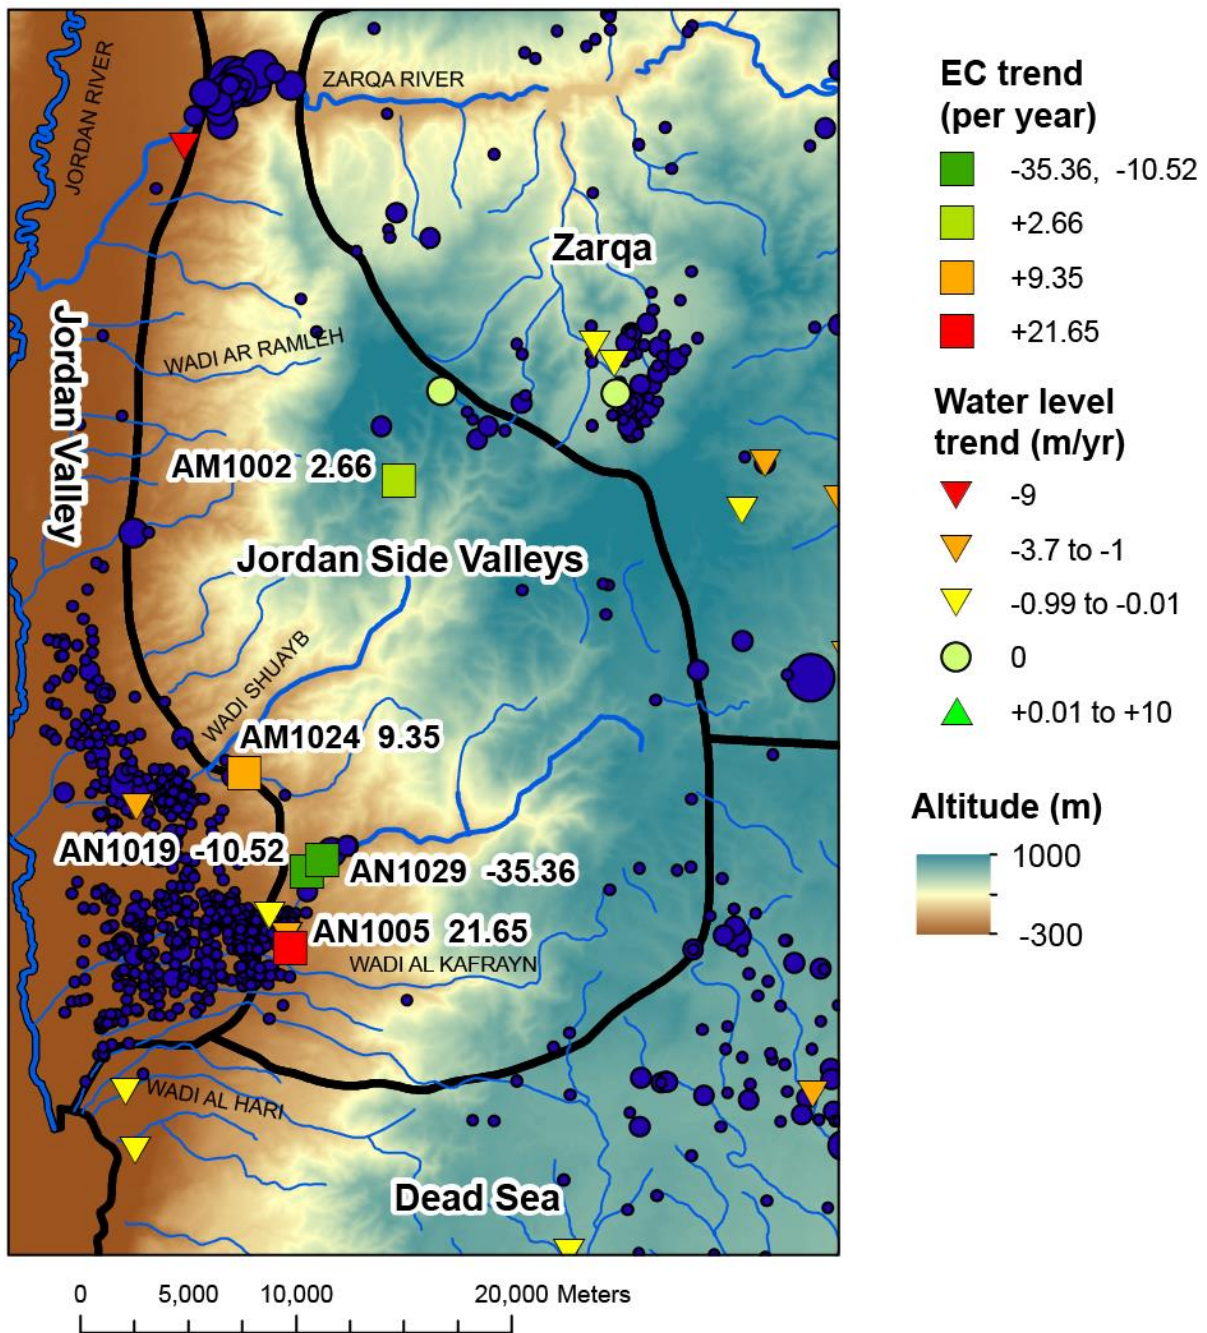 JORDAN RIVER
ZARQA RIVER
Zarqa
Jordan Valley
WADI AR RAMLEH
AM1002 2.66
Jordan Side Valleys
WADI SHUAYB
AM1024 9.35
AN1019 -10.52
AN1029 -35.36
AN1005 21.65
WADI AL KAFRAYN
WADI AL HARI
Dead Sea
0 5,000 10,000 20,000 Meters
EC trend
(per year)
-35.36, -10.52
+2.66
+9.35
+21.65
Water level
trend (m/yr)
-9
-3.7 to -1
-0.99 to -0.01
0
+0.01 to +10
Altitude (m)
1000
-300